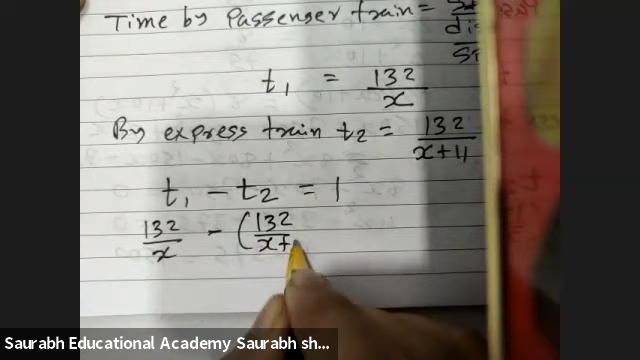 Time by Passenger train =
t₁ = 132/x
By express train t₂ = 132/x+11
t₁ - t₂ = 1
132/x - (132/x+
Saurabh Educational Academy Saurabh sh...